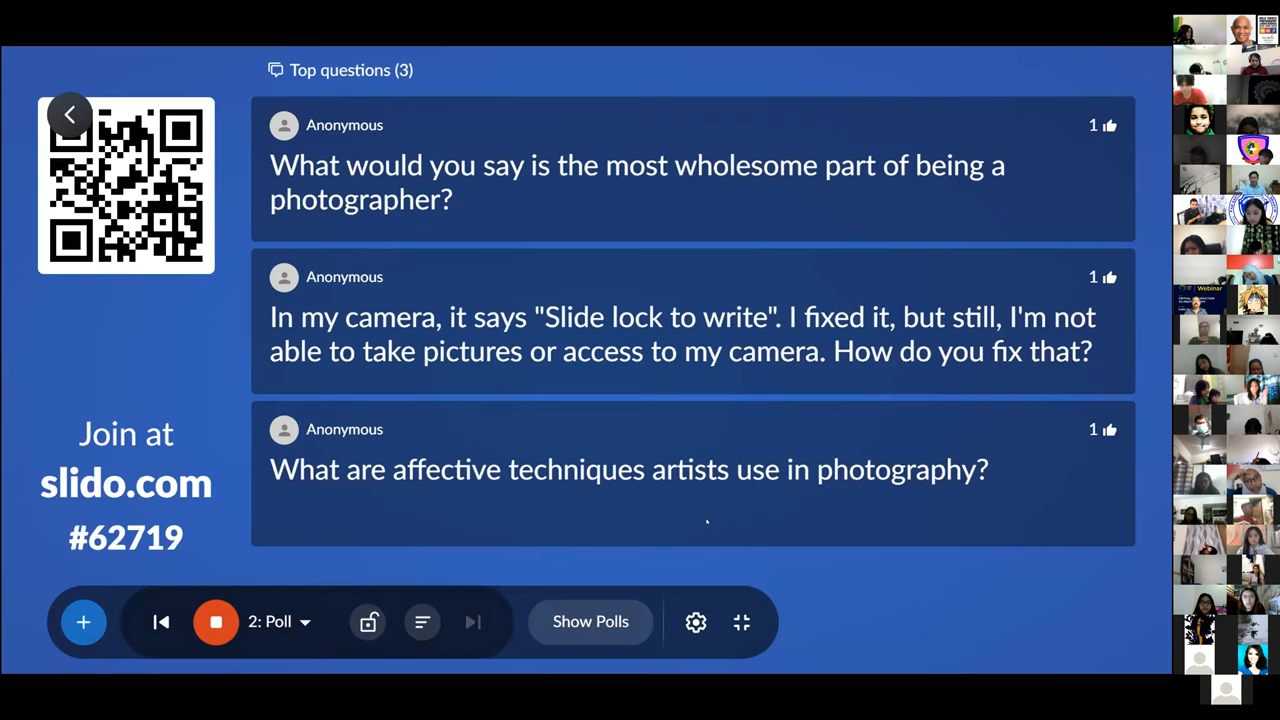 Top questions (3)
Anonymous
1
What would you say is the most wholesome part of being a
photographer?
Anonymous
1
In my camera, it says "Slide lock to write". I fixed it, but still, I'm not
able to take pictures or access to my camera. How do you fix that?
Anonymous
1
What are affective techniques artists use in photography?
Join at
slido.com
#62719
2: Poll
Show Polls
Webinar